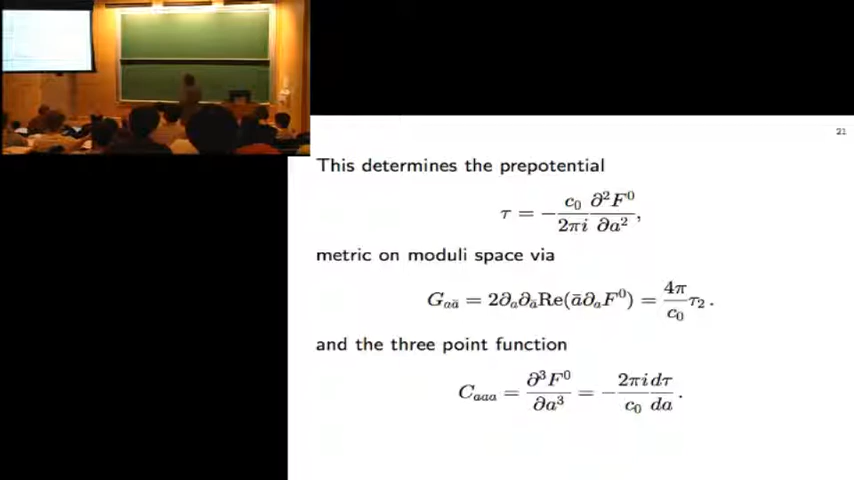 21
This determines the prepotential
τ = − c₀/2πi ∂²F⁰/∂a² ,
metric on moduli space via
G_{aā} = 2∂_a∂_ā Re(ā∂_aF⁰) = 4π/c₀ τ₂ .
and the three point function
C_{aaa} = ∂³F⁰/∂a³ = − 2πi/c₀ dτ/da .